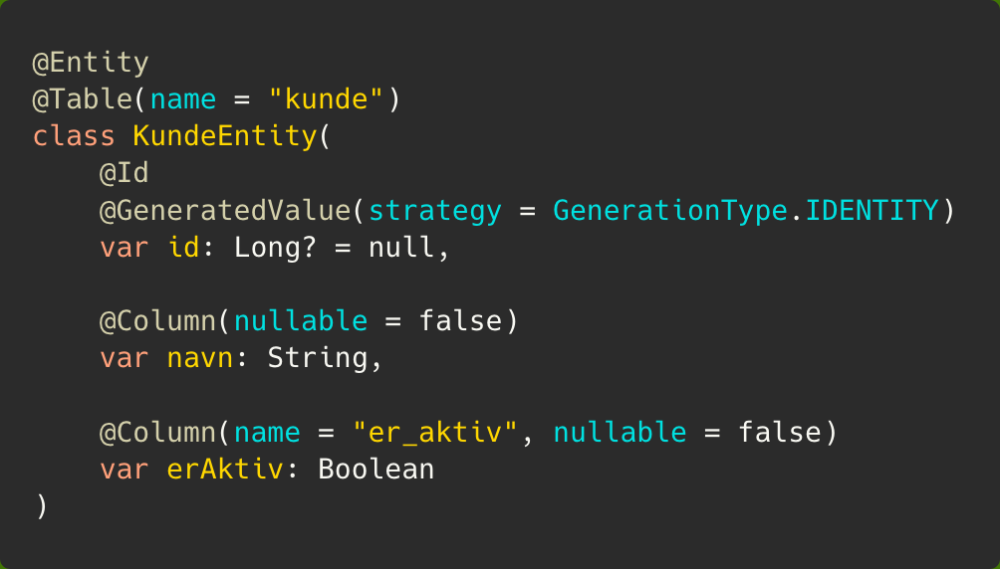 @Entity
@Table(name = "kunde")
class KundeEntity(
    @Id
    @GeneratedValue(strategy = GenerationType.IDENTITY)
    var id: Long? = null,

    @Column(nullable = false)
    var navn: String,

    @Column(name = "er_aktiv", nullable = false)
    var erAktiv: Boolean
)